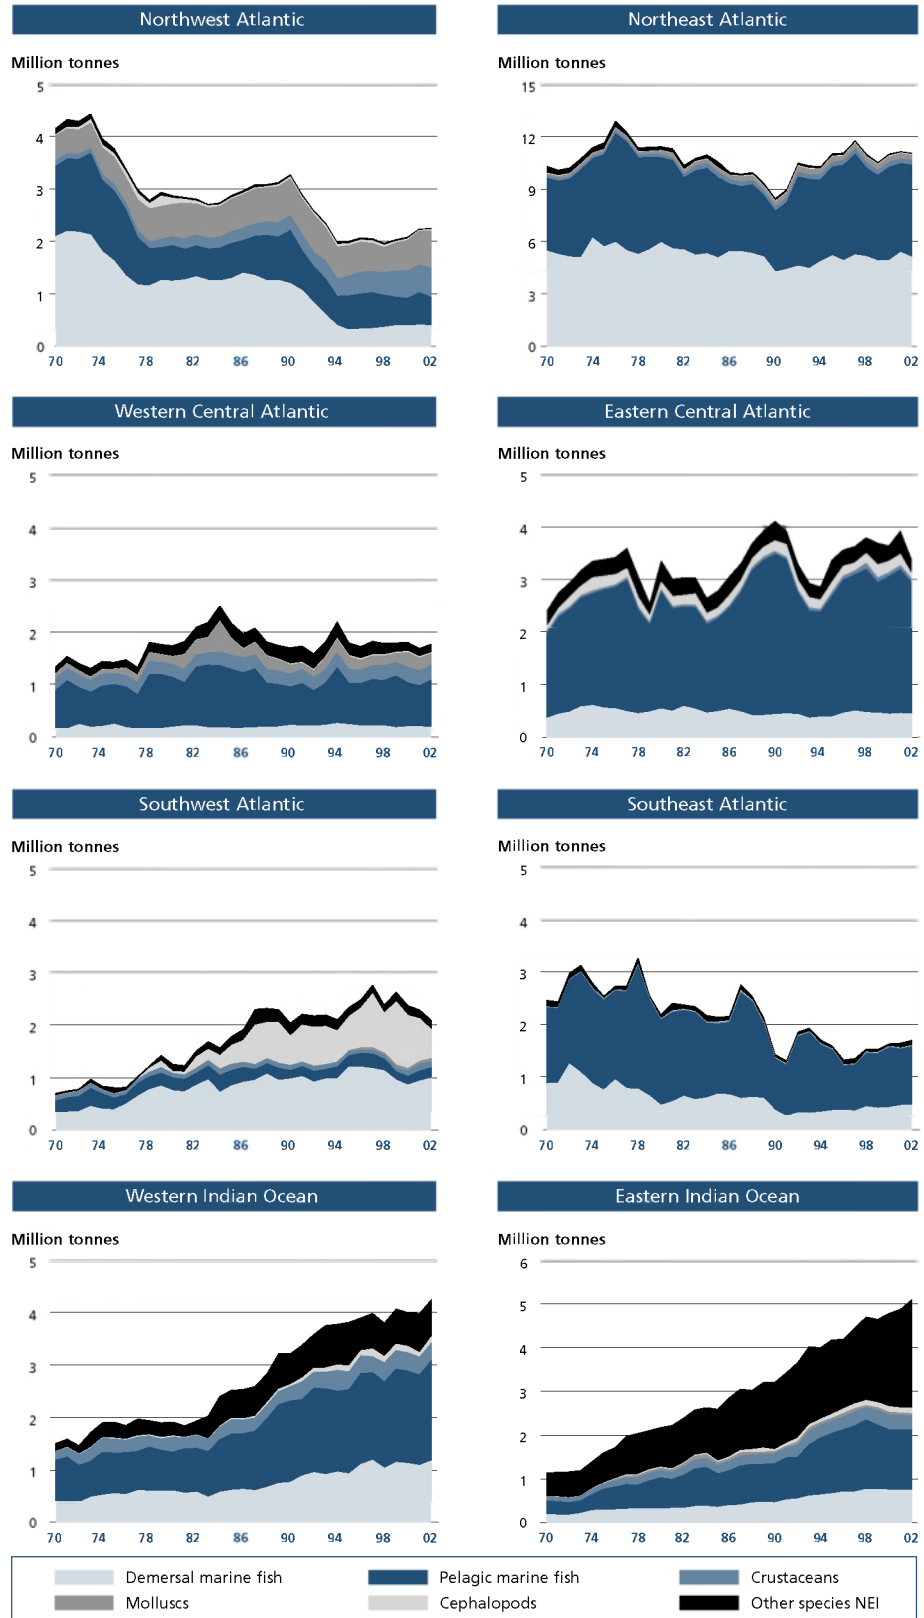 Northwest Atlantic
Million tonnes
5
4
3
2
1
0
70 74 78 82 86 90 94 98 02
Northeast Atlantic
Million tonnes
15
12
9
6
3
0
70 74 78 82 86 90 94 98 02
Western Central Atlantic
Million tonnes
5
4
3
2
1
0
70 74 78 82 86 90 94 98 02
Eastern Central Atlantic
Million tonnes
5
4
3
2
1
0
70 74 78 82 86 90 94 98 02
Southwest Atlantic
Million tonnes
5
4
3
2
1
0
70 74 78 82 86 90 94 98 02
Southeast Atlantic
Million tonnes
5
4
3
2
1
0
70 74 78 82 86 90 94 98 02
Western Indian Ocean
Million tonnes
5
4
3
2
1
0
70 74 78 82 86 90 94 98 02
Eastern Indian Ocean
Million tonnes
6
5
4
3
2
1
0
70 74 78 82 86 90 94 98 02
Demersal marine fish Pelagic marine fish Crustaceans
Molluscs Cephalopods Other species NEI